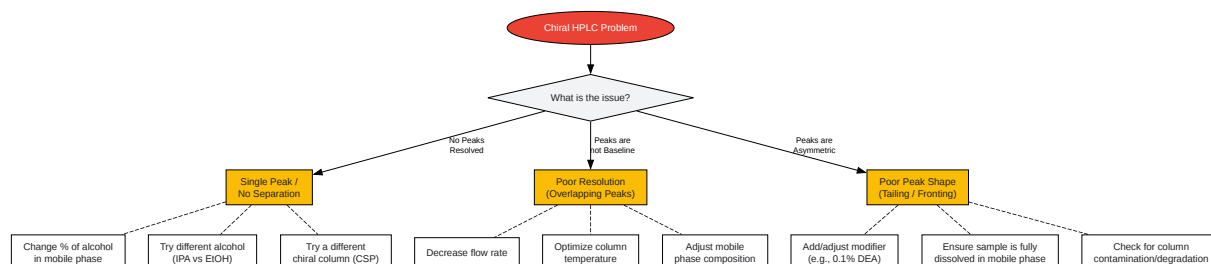 Chiral HPLC Problem
What is the issue?
No Peaks
Resolved
Peaks are
not Baseline
Peaks are
Asymmetric
Single Peak /
No Separation
Poor Resolution
(Overlapping Peaks)
Poor Peak Shape
(Tailing / Fronting)
Change % of alcohol
in mobile phase
Try different alcohol
(IPA vs EtOH)
Try a different
chiral column (CSP)
Decrease flow rate
Optimize column
temperature
Adjust mobile
phase composition
Add/adjust modifier
(e.g., 0.1% DEA)
Ensure sample is fully
dissolved in mobile phase
Check for column
contamination/degradation